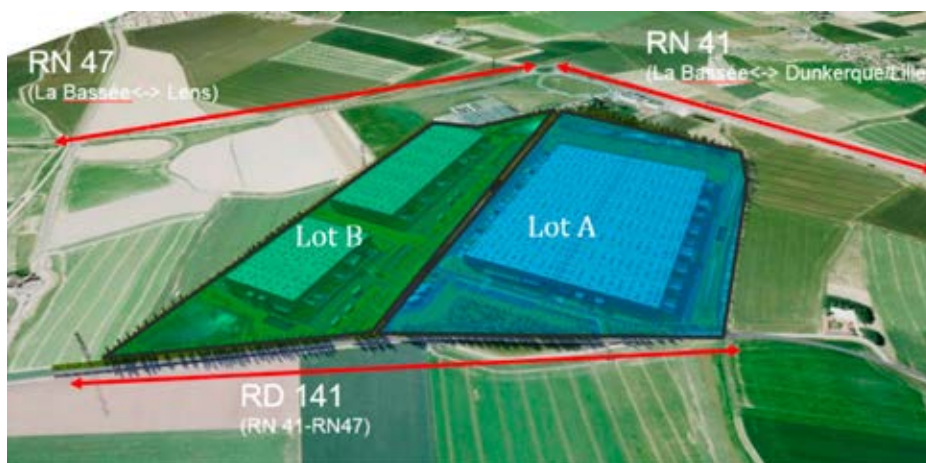 RN 47
(La Bassée<-> Lens)
RN 41
(La Bassée<-> Dunkerque/Lille
Lot B
Lot A
RD 141
(RN 41-RN47)